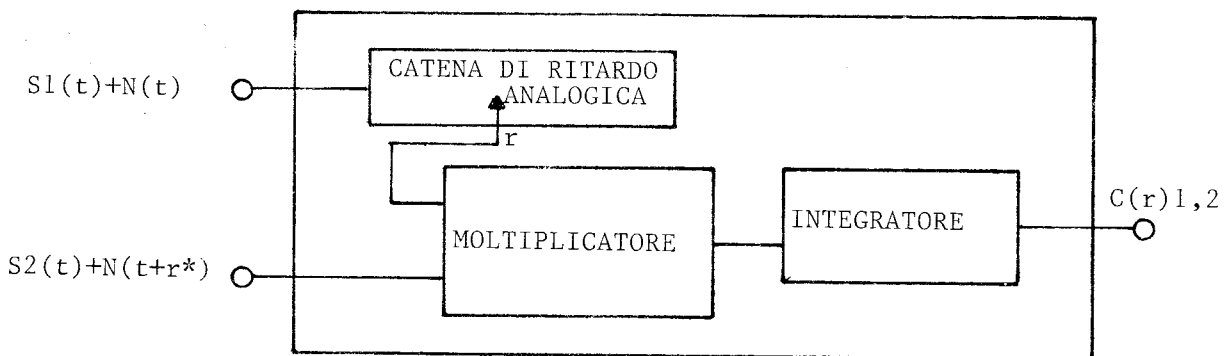 CATENA DI RITARDO
ANALOGICA
S1(t)+N(t)
r
C(r)1,2
INTEGRATORE
MOLTIPLICATORE
S2(t)+N(t+r*)